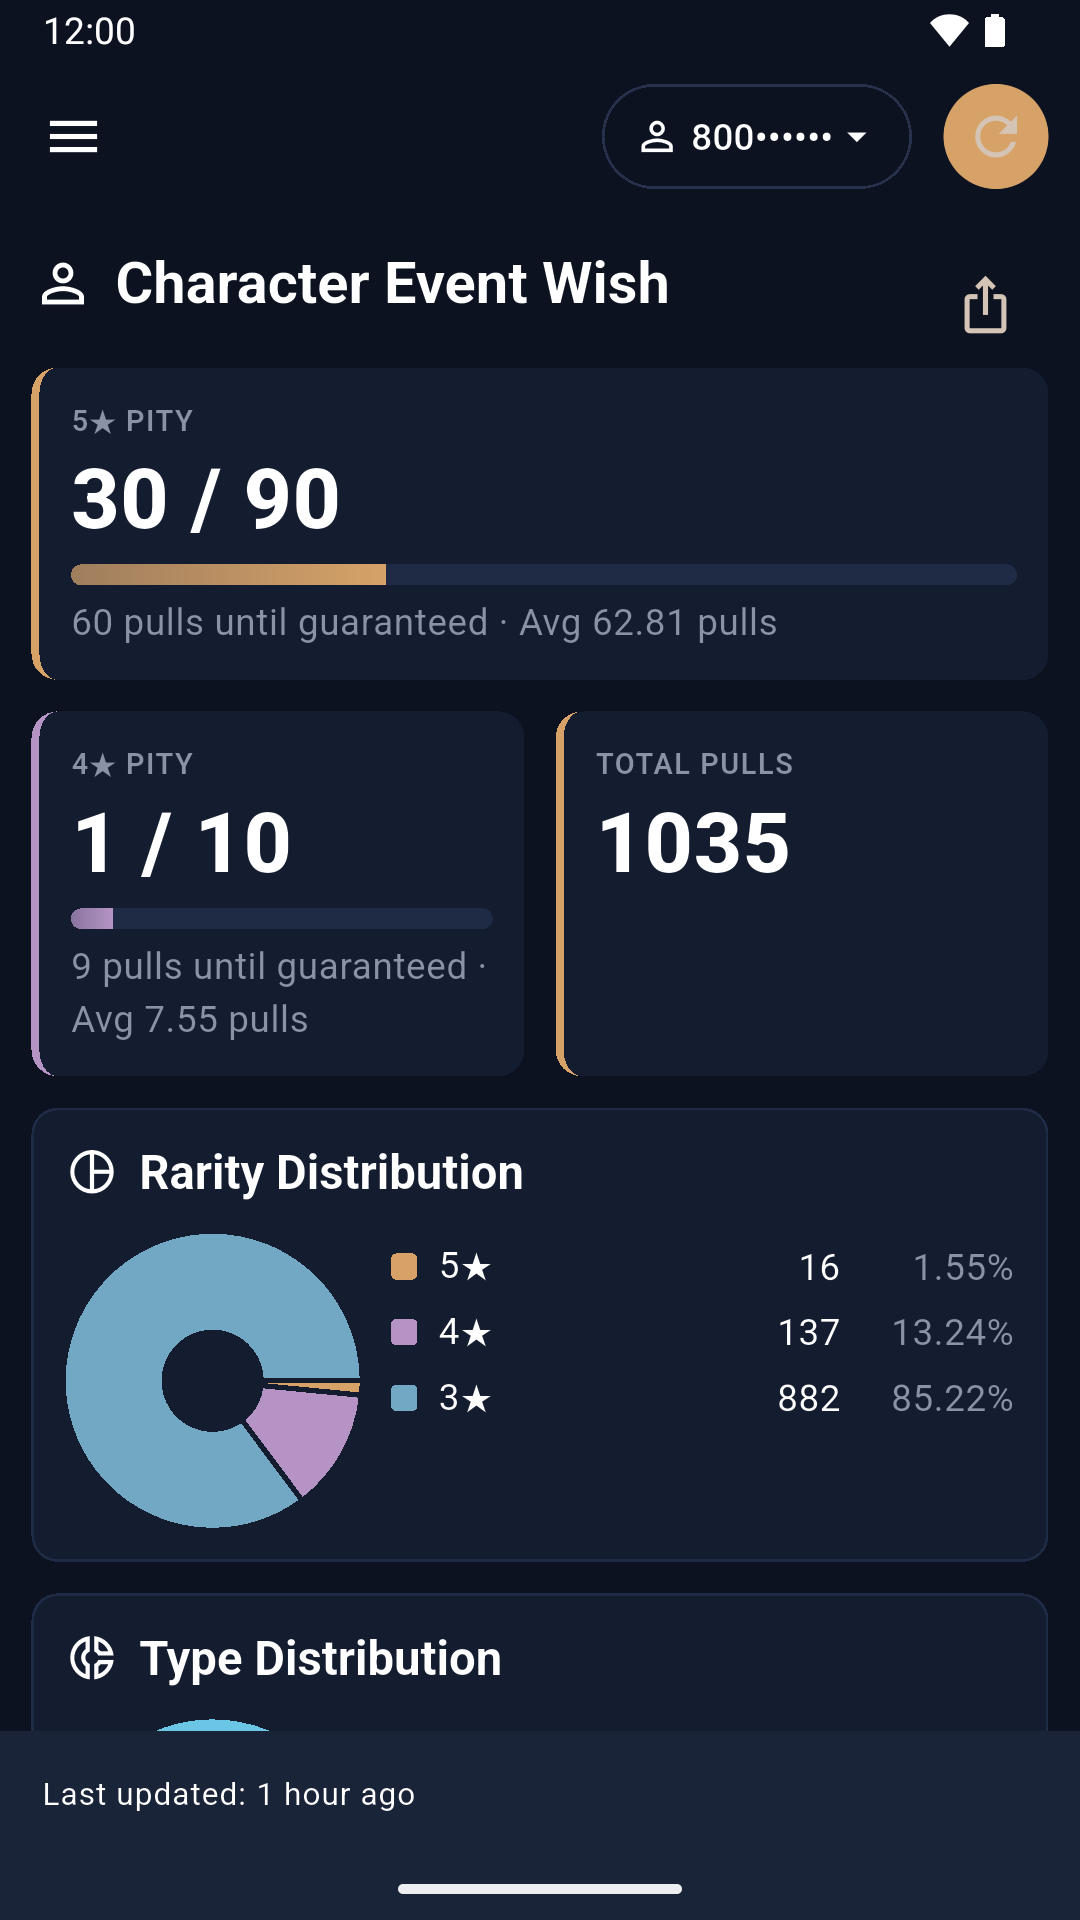 12:00
800••••••
Character Event Wish
5★ PITY
30 / 90
60 pulls until guaranteed · Avg 62.81 pulls
4★ PITY
1 / 10
9 pulls until guaranteed ·
Avg 7.55 pulls
TOTAL PULLS
1035
Rarity Distribution
5★ 16 1.55%
4★ 137 13.24%
3★ 882 85.22%
Type Distribution
Last updated: 1 hour ago